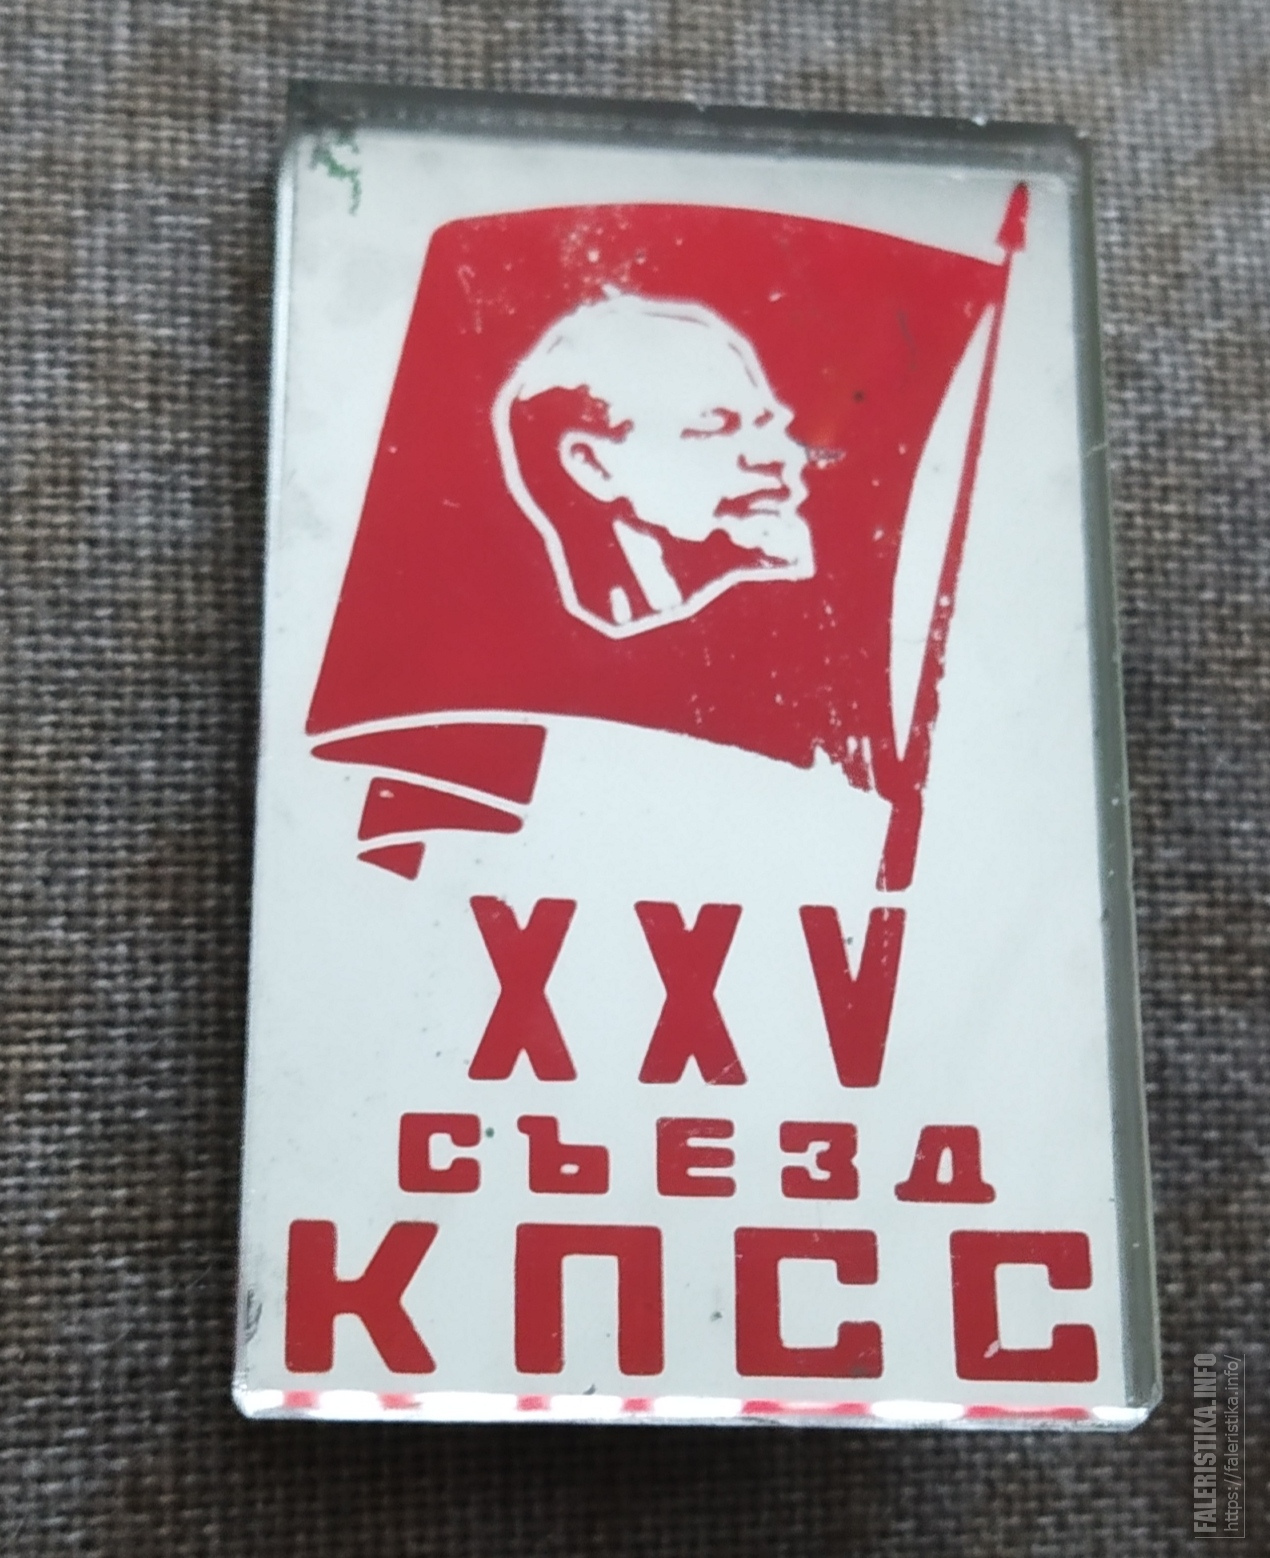 XXV
СЪЕЗД
КПСС
FALERISTIKA.INFO
https://faleristika.info/